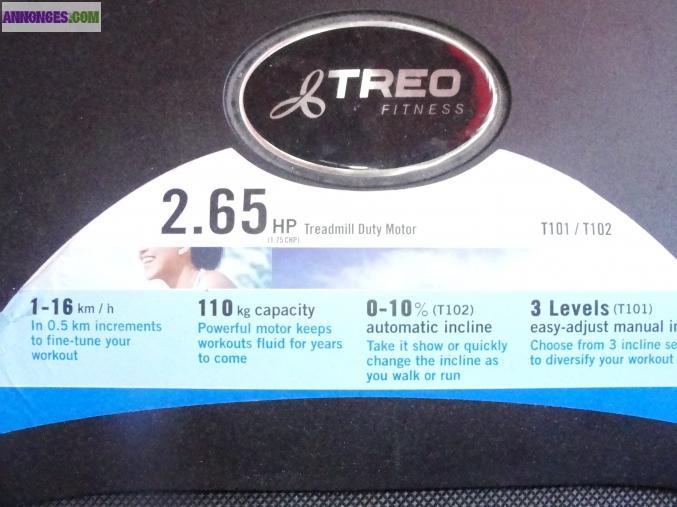 ANNONCES.COM
TREO
FITNESS
2.65 HP Treadmill Duty Motor
(1.75 CHP)
T101 / T102
1-16 km / h
In 0.5 km increments
to fine-tune your
workout
110 kg capacity
Powerful motor keeps
workouts fluid for years
to come
0-10% (T102)
automatic incline
Take it show or quickly
change the incline as
you walk or run
3 Levels (T101)
easy-adjust manual in
Choose from 3 incline se
to diversify your workout